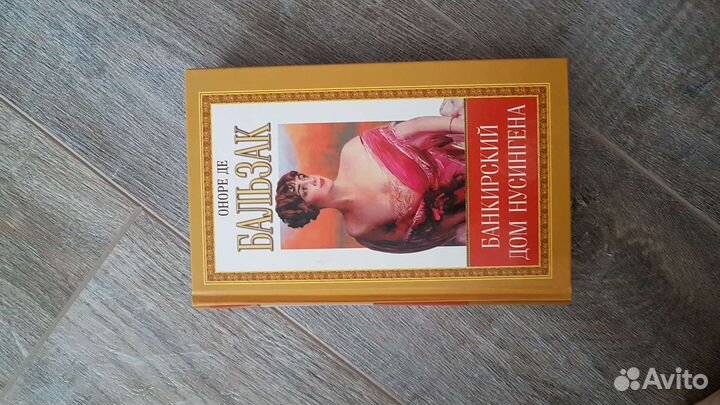 ОНОРЕ ДЕ
БАЛЬЗАК
БАНКИРСКИЙ
ДОМ НУСИНГЕНА
Avito